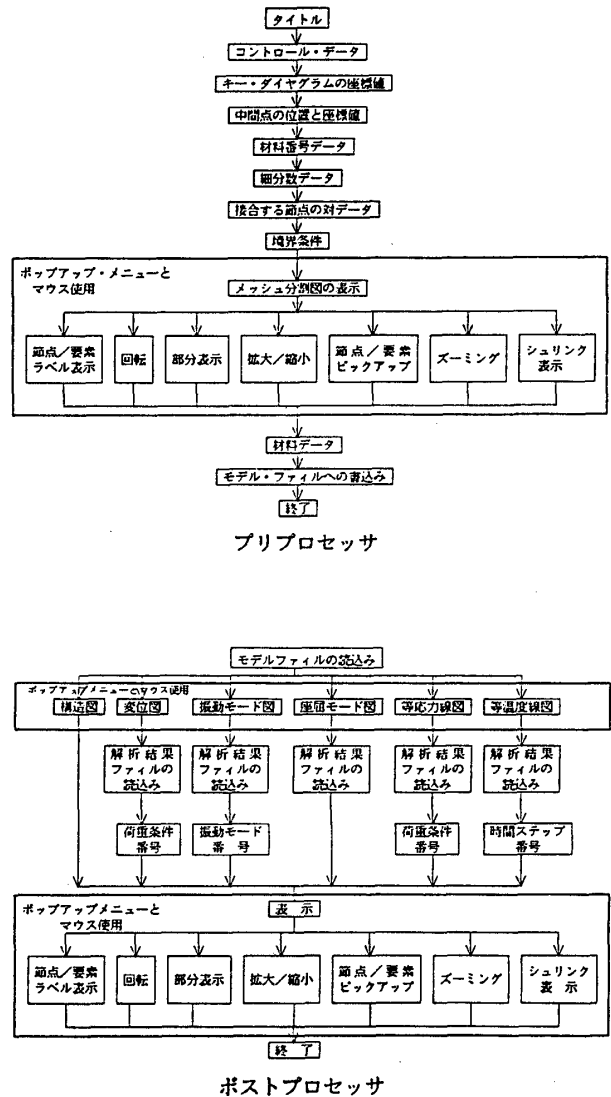 タイトル
コントロール・データ
キー・ダイヤグラムの座標値
中間点の位置と座標値
材料番号データ
細分数データ
接合する節点の対データ
境界条件
ポップアップ・メニューと
マウス使用
メッシュ分割図の表示
節点/要素
ラベル表示
回転
部分表示
拡大/縮小
節点/要素
ピックアップ
ズーミング
シュリンク
表示
材料データ
モデル・ファイルへの書込み
終了
プリプロセッサ
モデルファイルの読込み
ポップアップメニューとマウス使用
構造図
変位図
振動モード図
座屈モード図
等応力線図
等温度線図
解析結果
ファイルの
読込み
解析結果
ファイルの
読込み
解析結果
ファイルの
読込み
解析結果
ファイルの
読込み
解析結果
ファイルの
読込み
荷重条件
番号
振動モード
番 号
荷重条件
番号
時間ステップ
番号
ポップアップメニューと
マウス使用
表 示
節点/要素
ラベル表示
回転
部分表示
拡大/縮小
節点/要素
ピックアップ
ズーミング
シュリンク
表 示
終 了
ポストプロセッサ